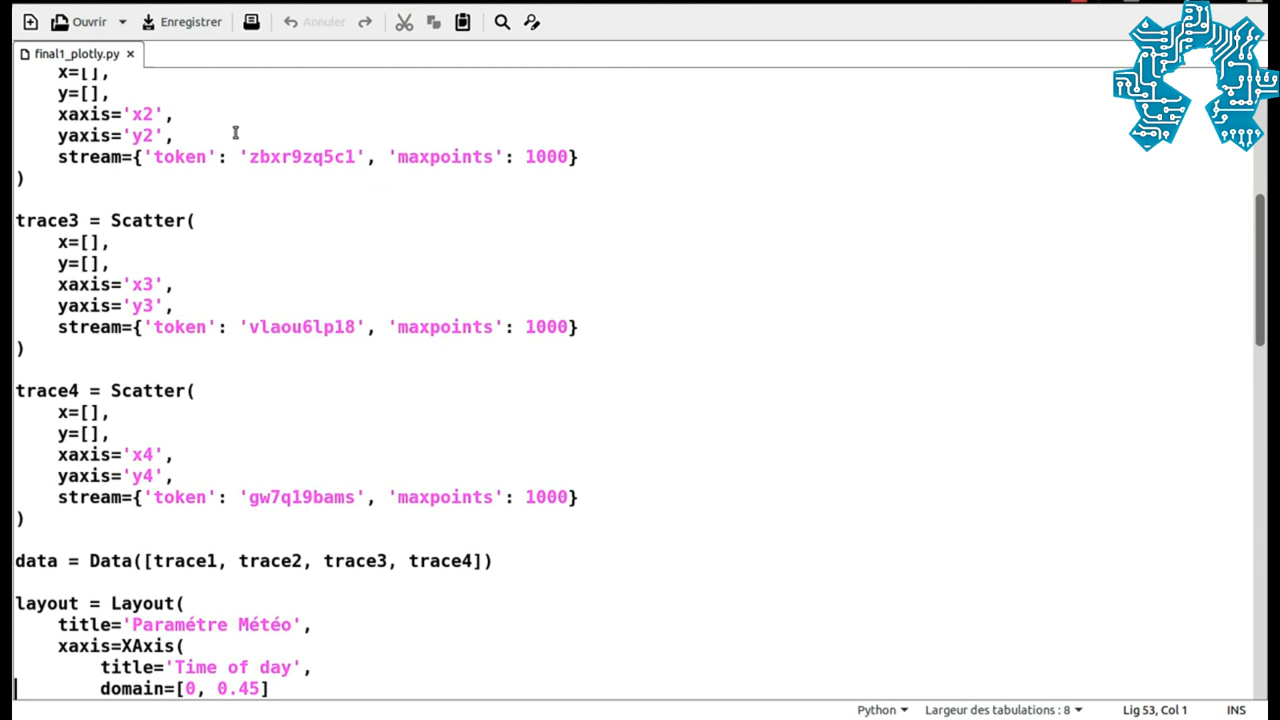 Ouvrir Enregistrer Annuler
final1_plotly.py ×
x=[],
y=[],
xaxis='x2',
yaxis='y2',
stream={'token': 'zbxr9zq5c1', 'maxpoints': 1000}
)
trace3 = Scatter(
x=[],
y=[],
xaxis='x3',
yaxis='y3',
stream={'token': 'vlaou6lp18', 'maxpoints': 1000}
)
trace4 = Scatter(
x=[],
y=[],
xaxis='x4',
yaxis='y4',
stream={'token': 'gw7q19bams', 'maxpoints': 1000}
)
data = Data([trace1, trace2, trace3, trace4])
layout = Layout(
title='Paramétre Météo',
xaxis=XAxis(
title='Time of day',
domain=[0, 0.45]
Python Largeur des tabulations : 8 Lig 53, Col 1 INS